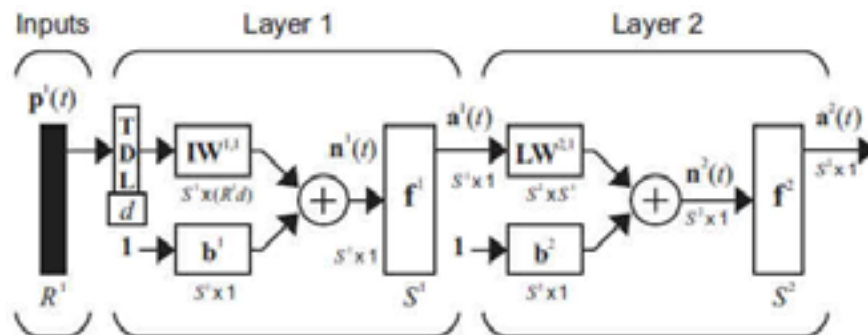 Inputs Layer 1 Layer 2
p¹(t) a¹(t) a²(t)
T
D
L
d
IW¹,¹ n¹(t) LW²,¹ n²(t)
S¹x(R¹d) f¹ S¹x1 S²xS¹ S²x1 f² S²x1
1 b¹ S¹x1 1 b²
R¹ S¹x1 S¹ S²x1 S²